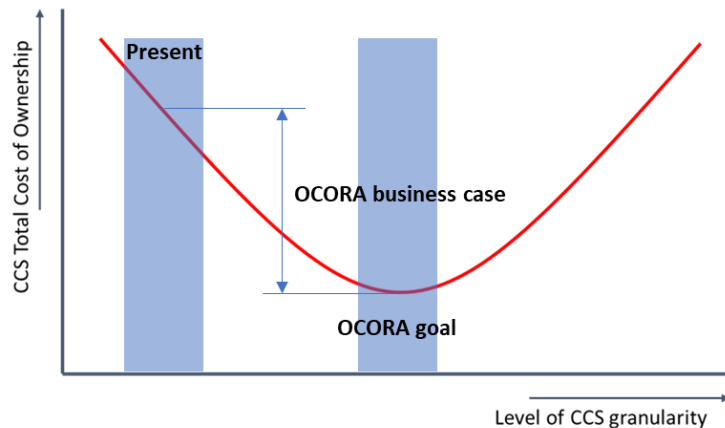 CCS Total Cost of Ownership
Present
OCORA business case
OCORA goal
Level of CCS granularity